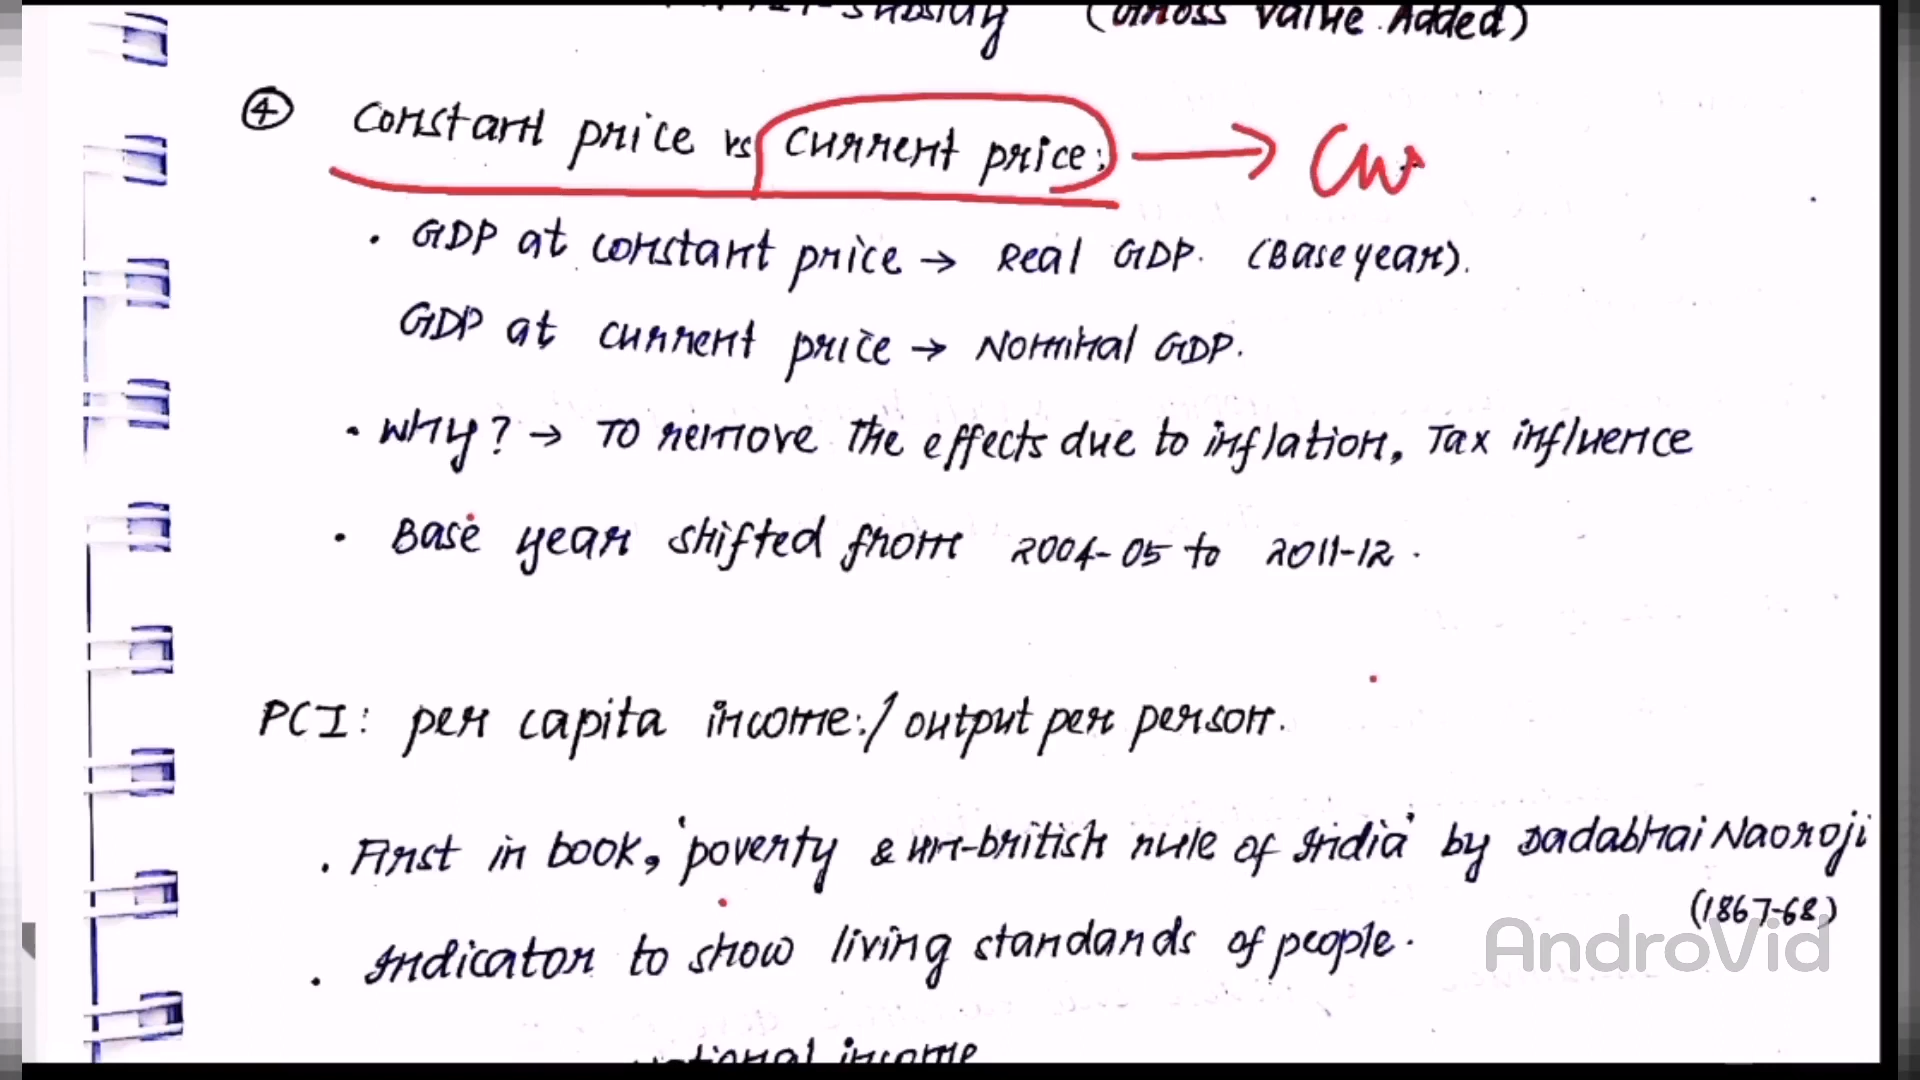 subsidy (Gross Value Added)
④ Constant price vs Current price:
• GDP at constant price → Real GDP. (Base year).
GDP at current price → Nominal GDP.
• Why? → To remove the effects due to inflation, Tax influence
• Base year shifted from 2004-05 to 2011-12.
PCI: per capita income:/output per person.
• First in book, 'poverty & un-british rule of India' by Dadabhai Naoroji
(1867-68)
• Indicator to show living standards of people.
national income
AndroVid